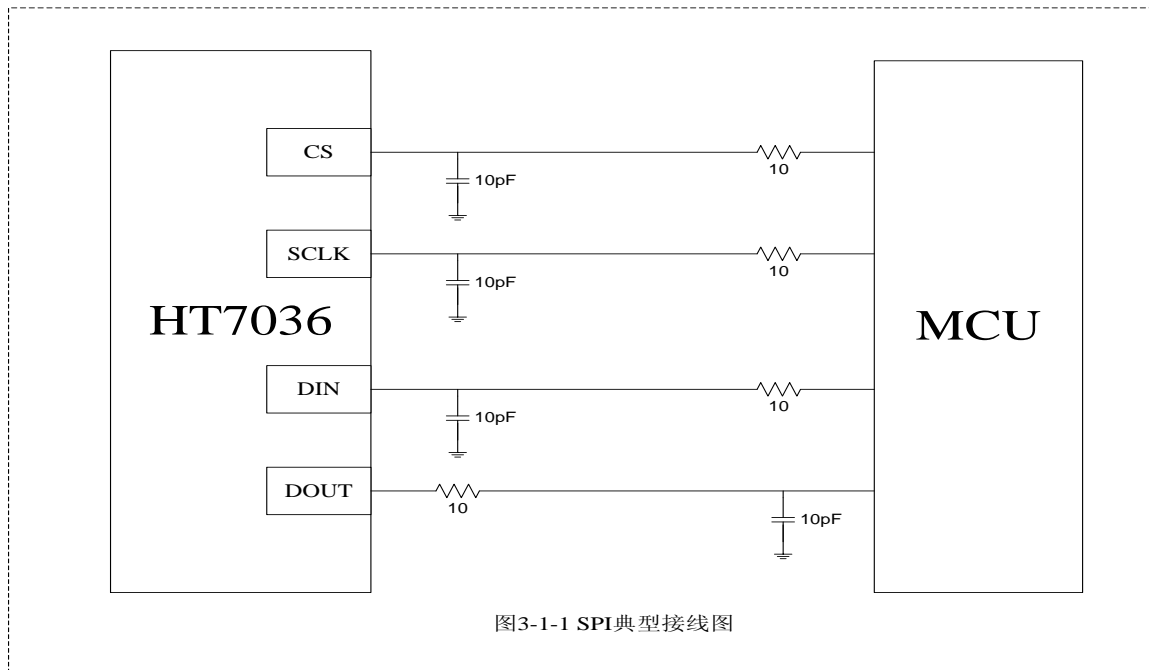 CS
10pF
10
SCLK
10pF
10
HT7036
MCU
DIN
10pF
10
DOUT
10
10pF
图3-1-1 SPI典型接线图